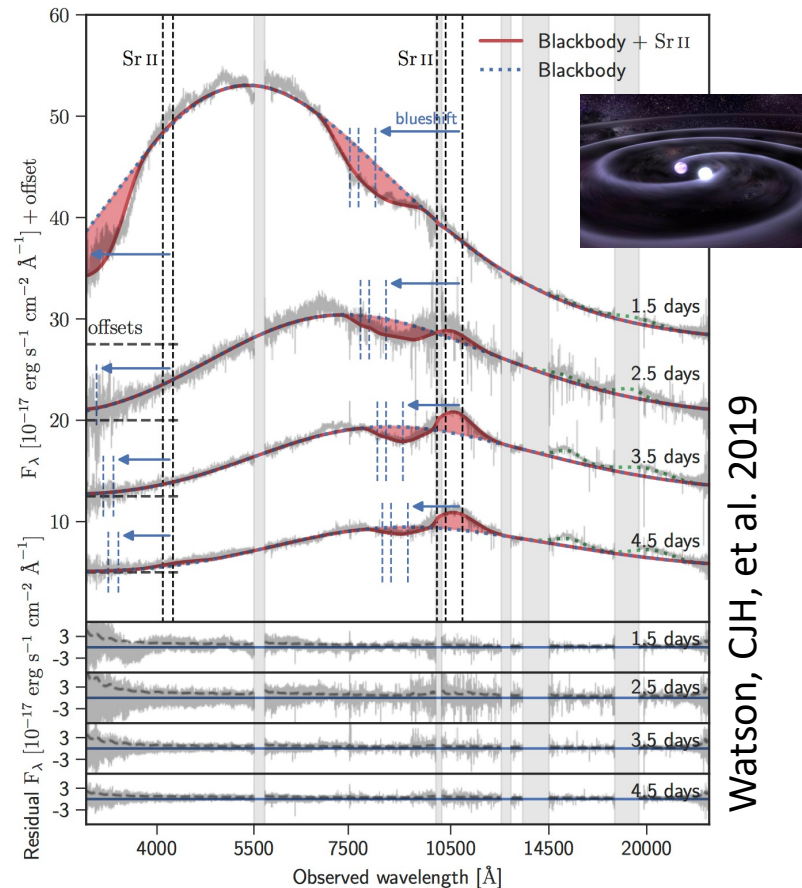 60
50
40
30
20
10
F_λ [10⁻¹⁷ erg s⁻¹ cm⁻² Å⁻¹] + offset
Sr II
Sr II
Blackbody + Sr II
Blackbody
blueshift
offsets
1.5 days
2.5 days
3.5 days
4.5 days
Residual F_λ [10⁻¹⁷ erg s⁻¹ cm⁻² Å⁻¹]
3
-3
1.5 days
3
-3
2.5 days
3
-3
3.5 days
3
-3
4.5 days
4000 5500 7500 10500 14500 20000
Observed wavelength [Å]
Watson, CJH, et al. 2019